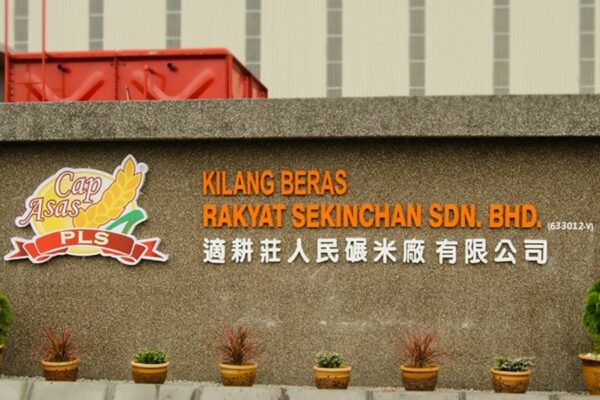 Cap
Asas
PLS
KILANG BERAS
RAKYAT SEKINCHAN SDN. BHD. (633012-V)
適耕莊人民碾米廠有限公司